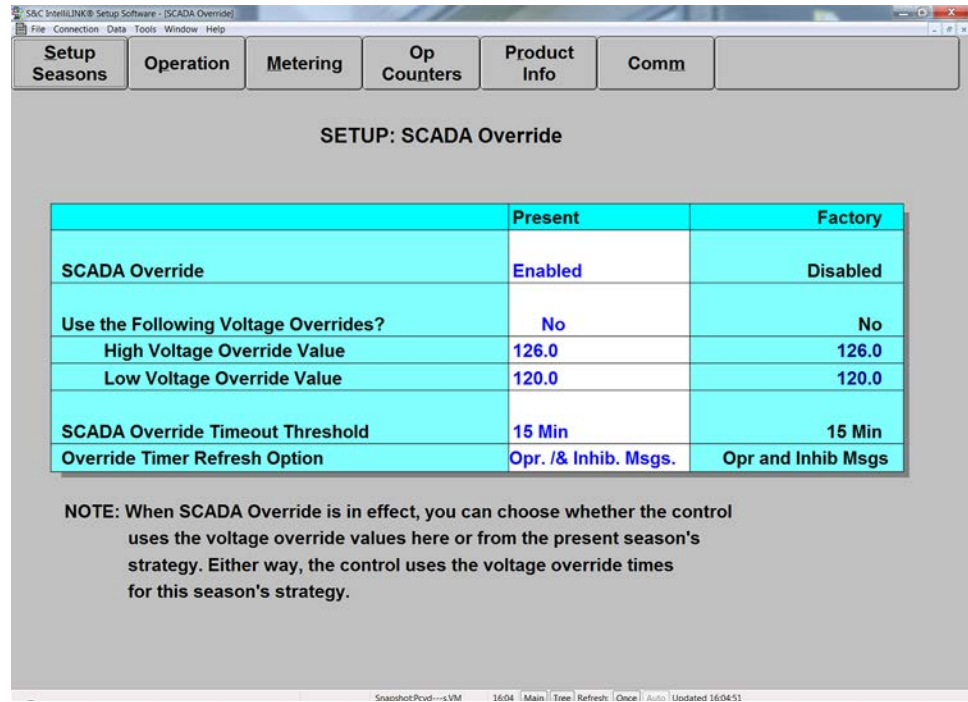 S&C IntelliLINK® Setup Software - [SCADA Override]
File Connection Data Tools Window Help
Setup Seasons
Operation
Metering
Op Counters
Product Info
Comm
SETUP: SCADA Override
Present Factory
SCADA Override Enabled Disabled
Use the Following Voltage Overrides? No No
High Voltage Override Value 126.0 126.0
Low Voltage Override Value 120.0 120.0
SCADA Override Timeout Threshold 15 Min 15 Min
Override Timer Refresh Option Opr. /& Inhib. Msgs. Opr and Inhib Msgs
NOTE: When SCADA Override is in effect, you can choose whether the control
uses the voltage override values here or from the present season's
strategy. Either way, the control uses the voltage override times
for this season's strategy.
Snapshot:Pcvd---s.VM 16:04 Main Tree Refresh: Once Auto Updated 16:04:51